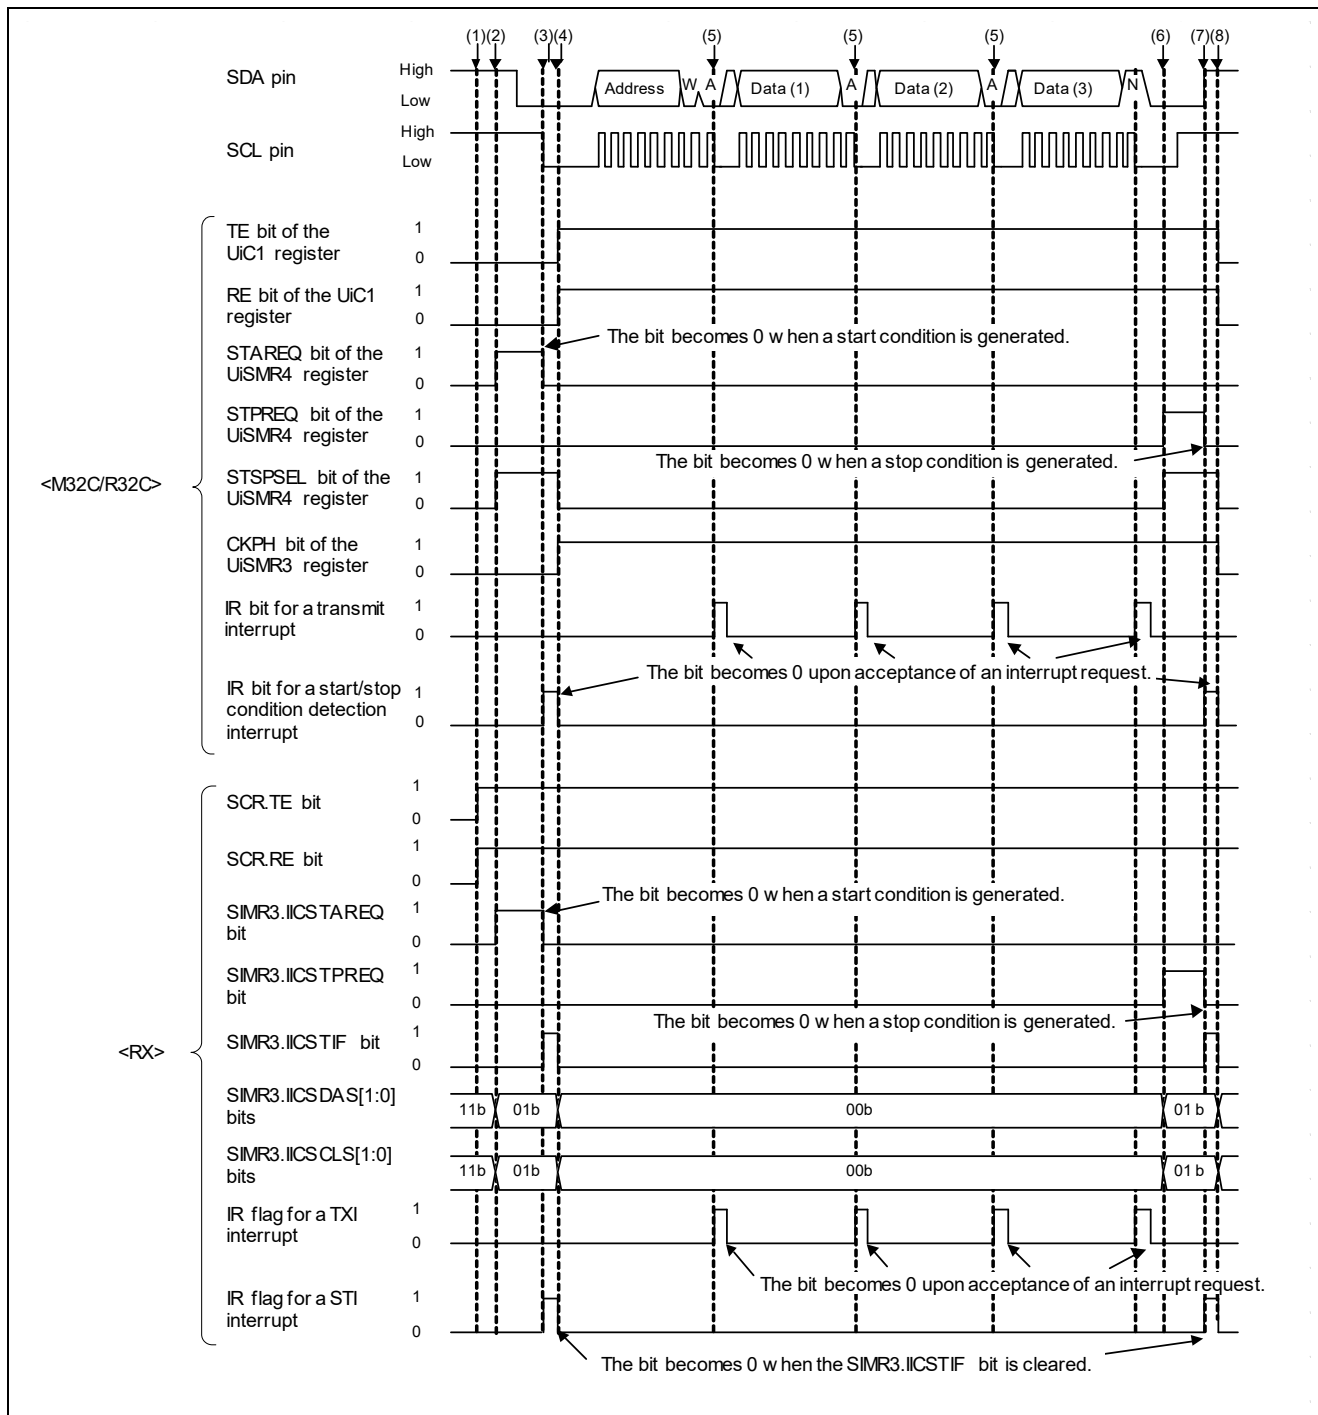 (1)(2) (3)(4) (5) (5) (5) (6) (7)(8)
SDA pin High Low Address W A Data (1) A Data (2) A Data (3) N
SCL pin High Low
<M32C/R32C>
TE bit of the 1
UiC1 register 0
RE bit of the UiC1 1
register 0
The bit becomes 0 when a start condition is generated.
STAREQ bit of the 1
UiSMR4 register 0
STPREQ bit of the 1
UiSMR4 register 0
The bit becomes 0 when a stop condition is generated.
STSPSEL bit of the 1
UiSMR4 register 0
CKPH bit of the 1
UiSMR3 register 0
IR bit for a transmit 1
interrupt 0
The bit becomes 0 upon acceptance of an interrupt request.
IR bit for a start/stop 1
condition detection 0
interrupt
<RX>
SCR.TE bit 1 0
SCR.RE bit 1 0
The bit becomes 0 when a start condition is generated.
SIMR3.IICSTAREQ 1
bit 0
SIMR3.IICSTPREQ 1
bit 0
The bit becomes 0 when a stop condition is generated.
SIMR3.IICSTIF bit 1 0
SIMR3.IICSDAS[1:0] 11b 01b 00b 01 b
bits
SIMR3.IICSCLS[1:0] 11b 01b 00b 01 b
bits
IR flag for a TXI 1
interrupt 0
The bit becomes 0 upon acceptance of an interrupt request.
IR flag for a STI 1
interrupt 0
The bit becomes 0 when the SIMR3.IICSTIF bit is cleared.